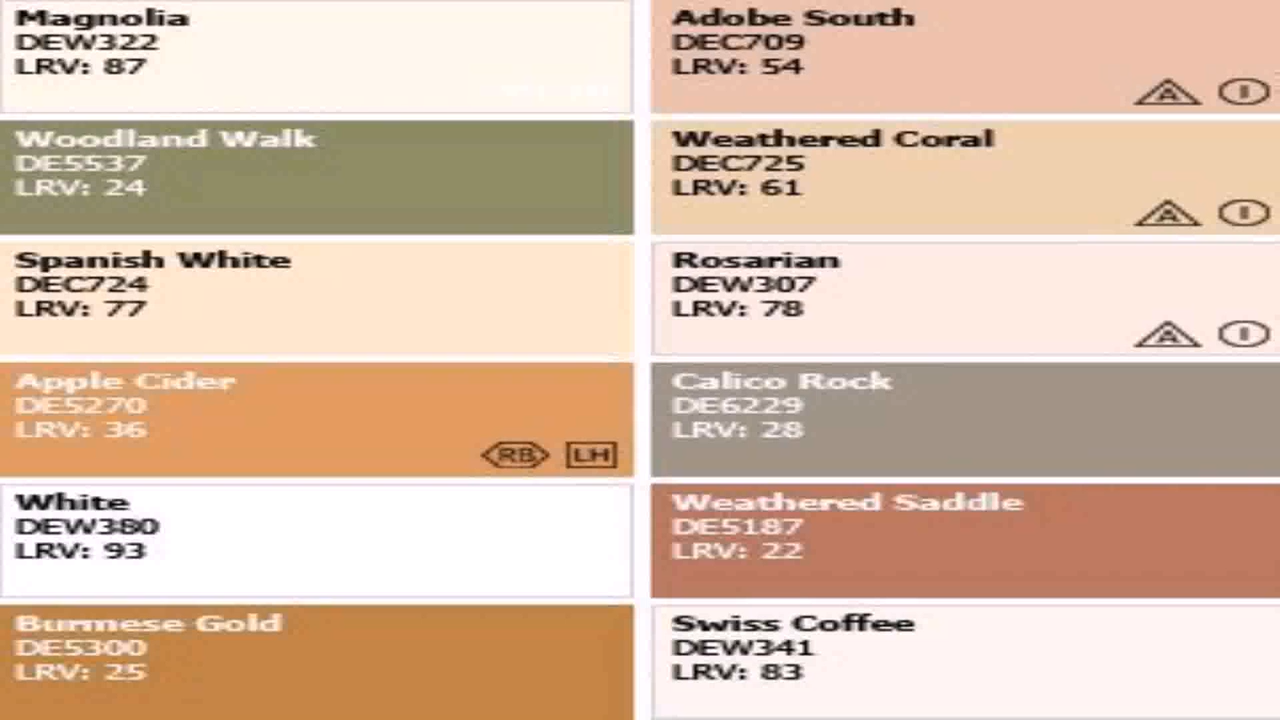 Magnolia
DEW322
LRV: 87
Adobe South
DEC709
LRV: 54
A I
Woodland Walk
DE5537
LRV: 24
Weathered Coral
DEC725
LRV: 61
A I
Spanish White
DEC724
LRV: 77
Rosarian
DEW307
LRV: 78
A I
Apple Cider
DE5270
LRV: 36
RB LH
Calico Rock
DE6229
LRV: 28
White
DEW380
LRV: 93
Weathered Saddle
DE5187
LRV: 22
Burmese Gold
DE5300
LRV: 25
Swiss Coffee
DEW341
LRV: 83